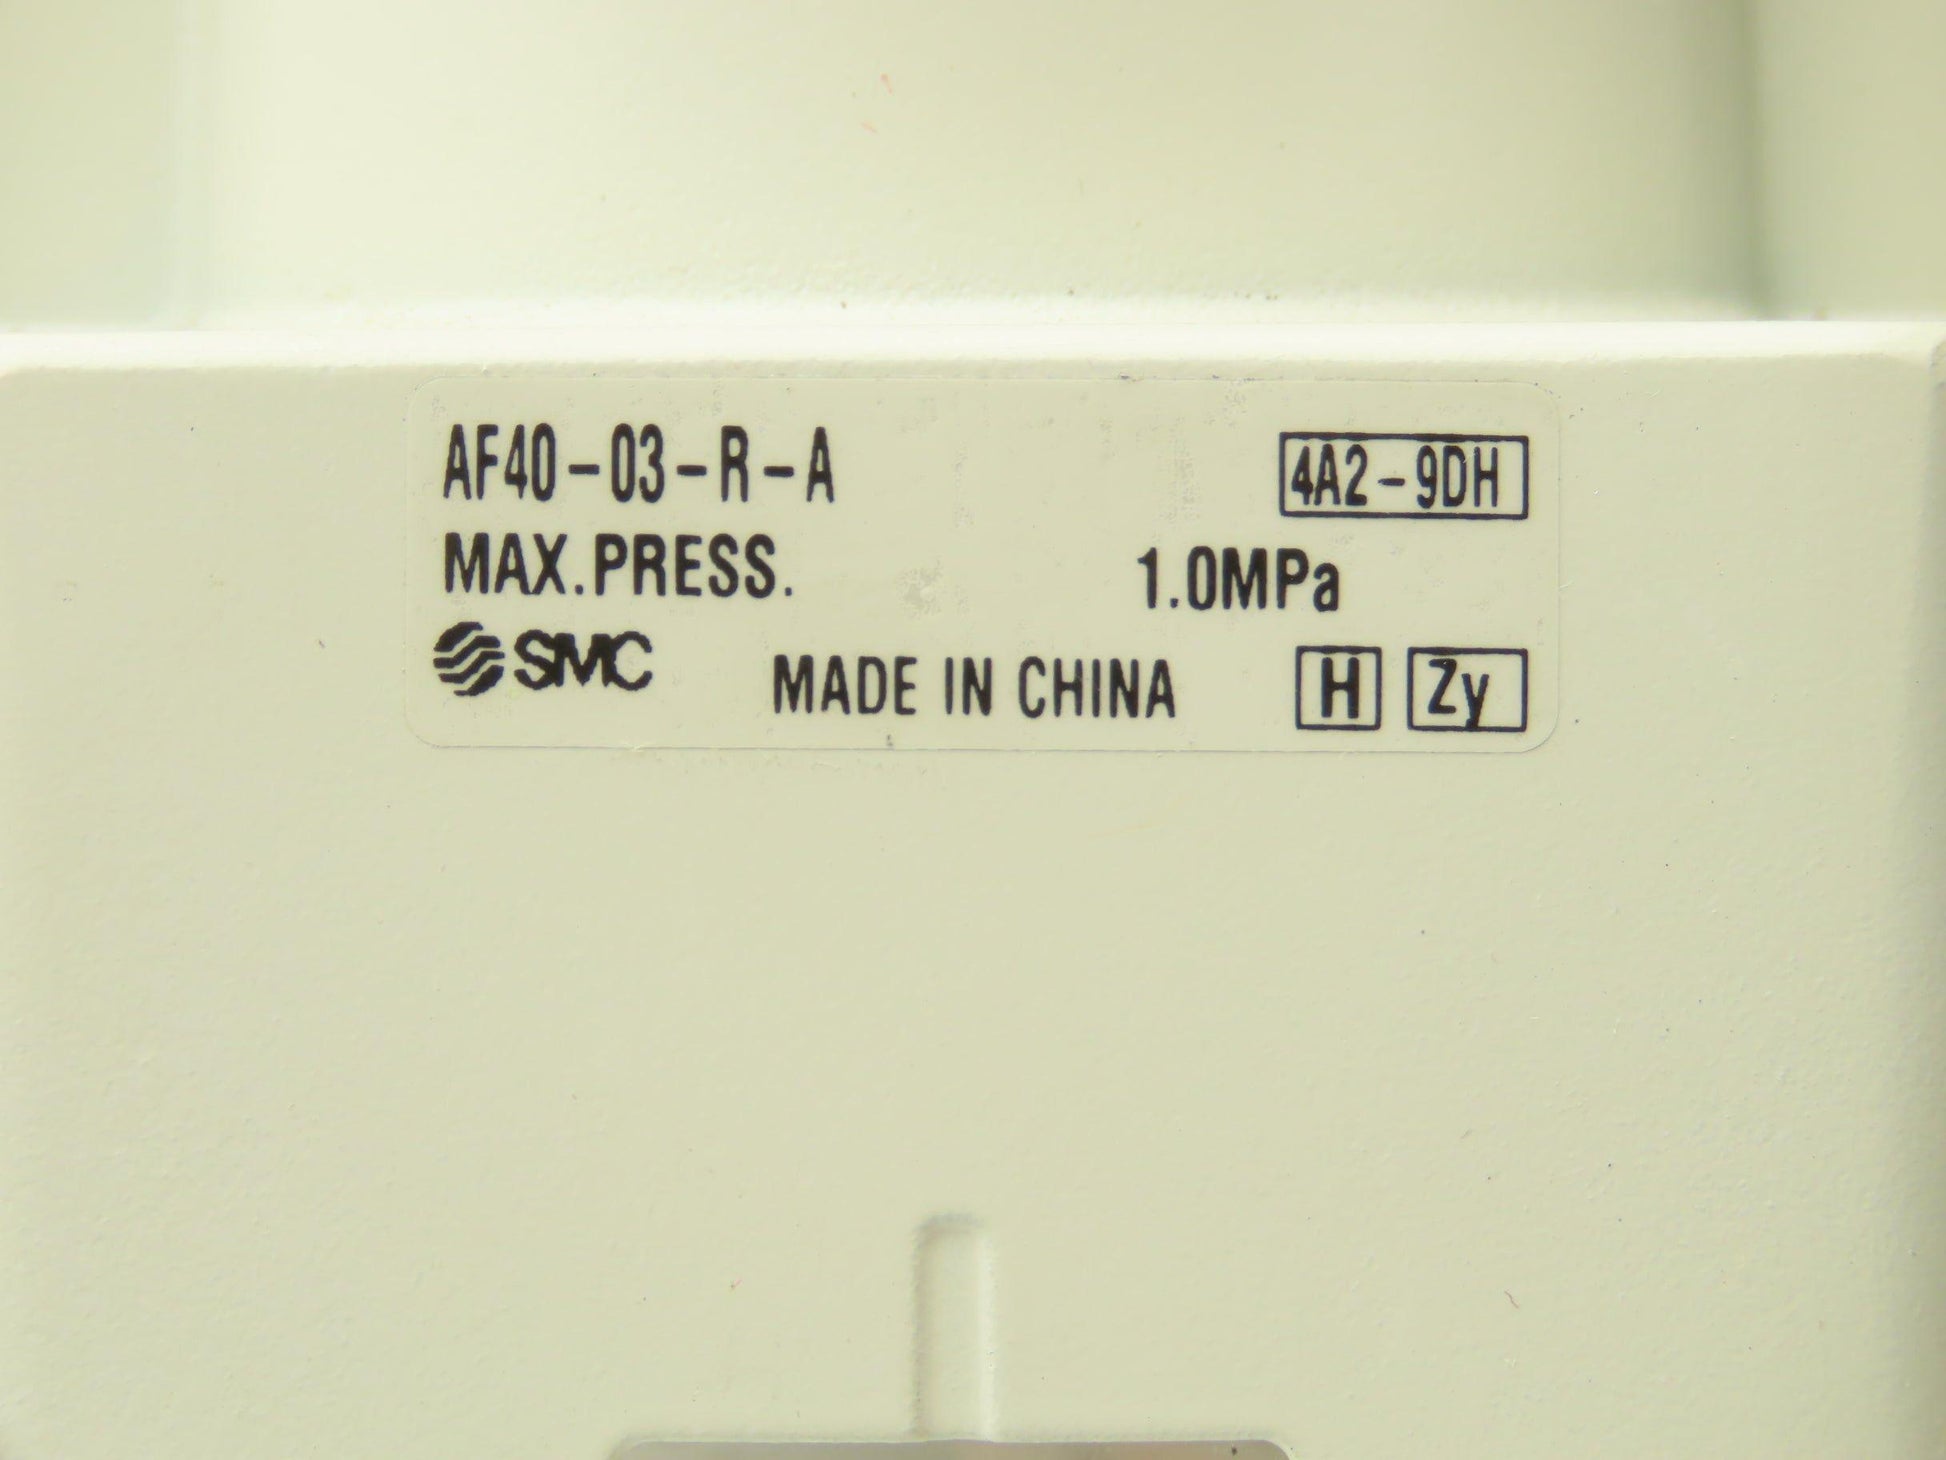 AF40-03-R-A 4A2-9DH
MAX.PRESS. 1.0MPa
SMC MADE IN CHINA H Zy